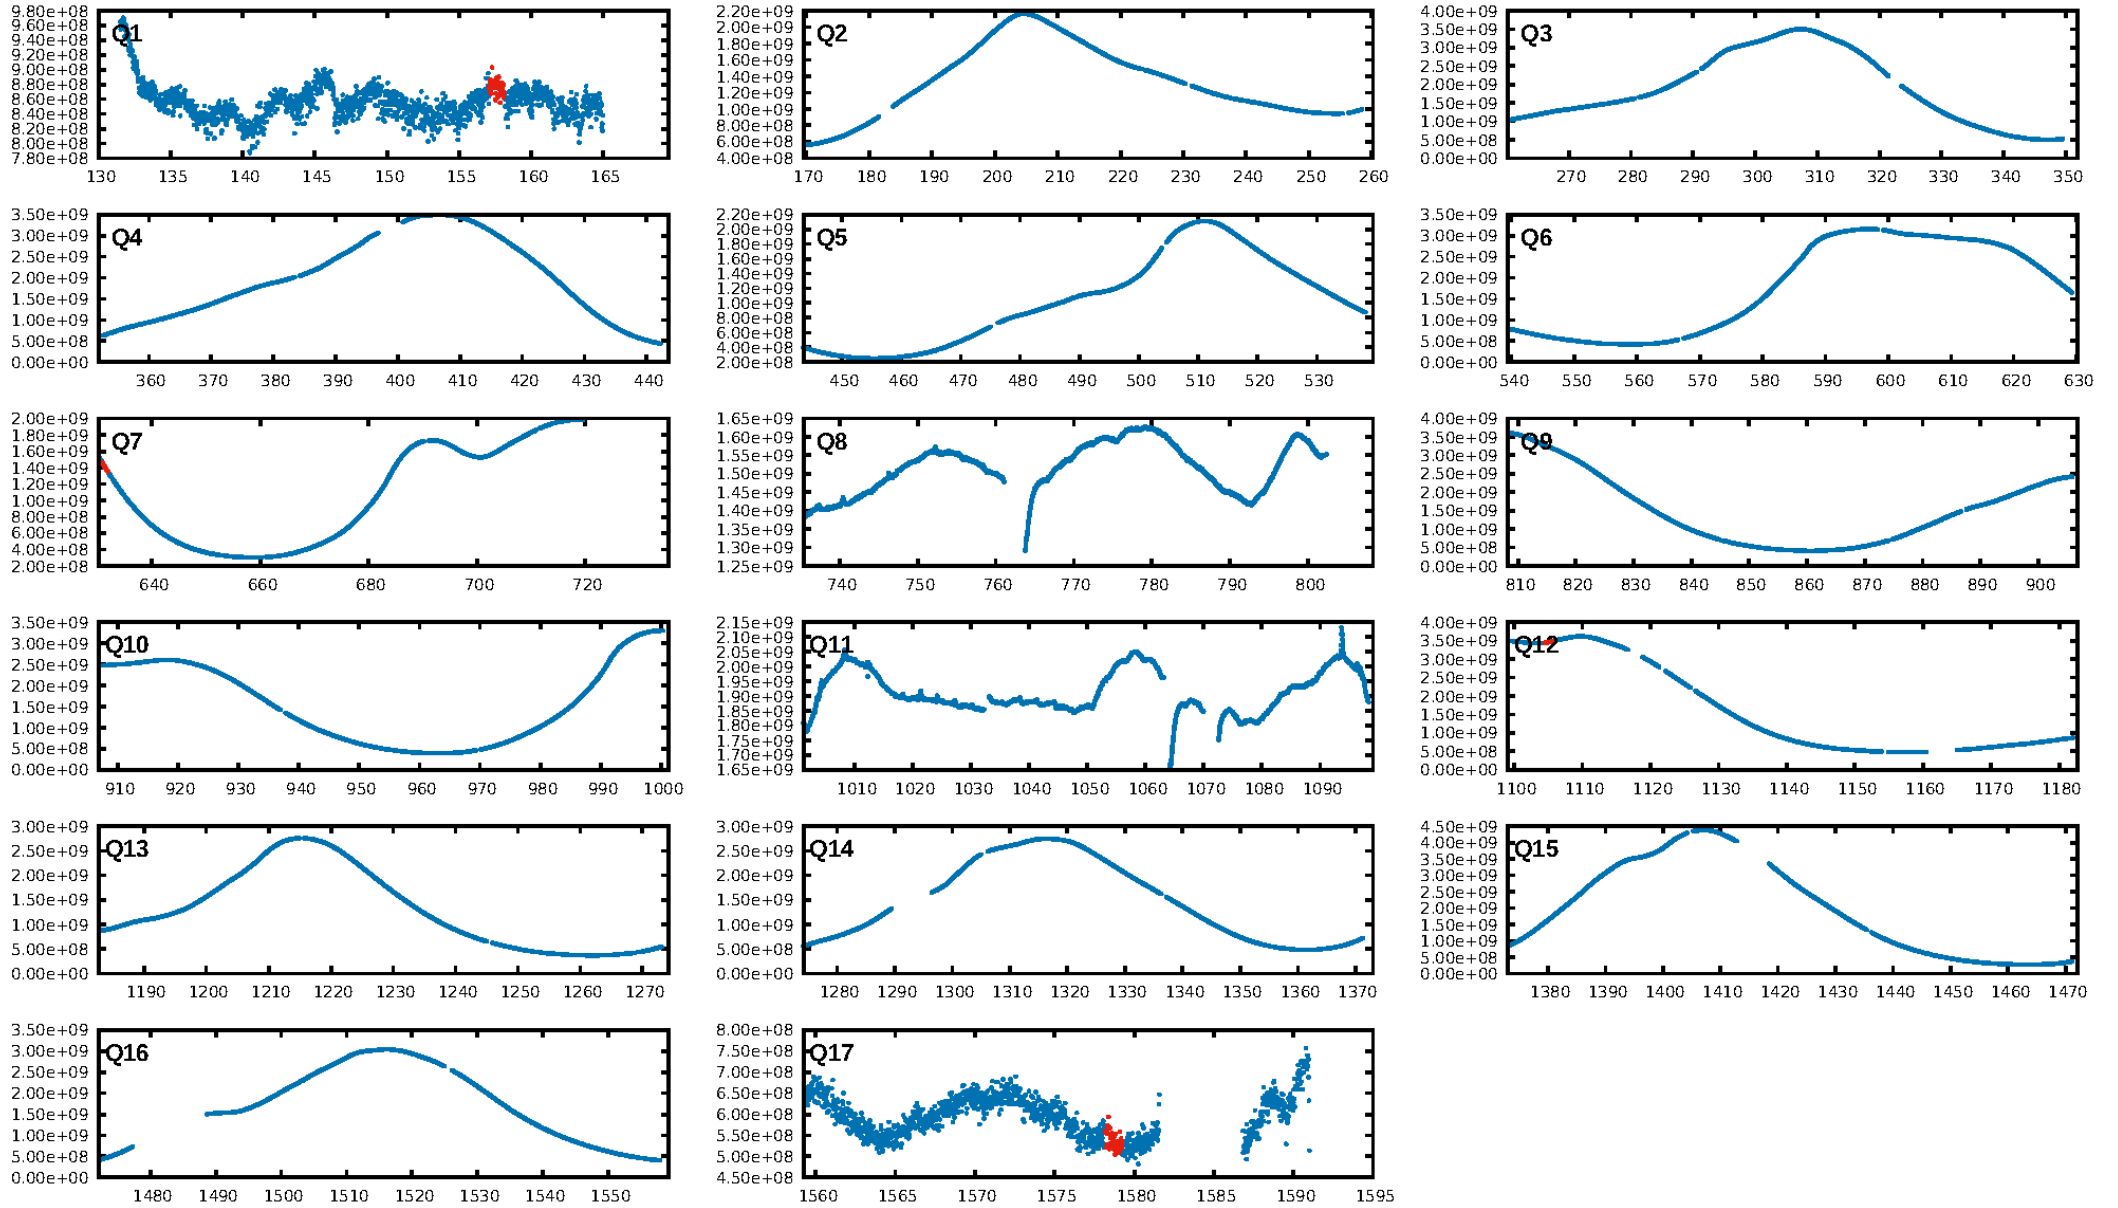 Q1
9.80e+08
9.60e+08
9.40e+08
9.20e+08
9.00e+08
8.80e+08
8.60e+08
8.40e+08
8.20e+08
8.00e+08
7.80e+08
130 135 140 145 150 155 160 165
Q2
2.20e+09
2.00e+09
1.80e+09
1.60e+09
1.40e+09
1.20e+09
1.00e+09
8.00e+08
6.00e+08
4.00e+08
170 180 190 200 210 220 230 240 250 260
Q3
4.00e+09
3.50e+09
3.00e+09
2.50e+09
2.00e+09
1.50e+09
1.00e+09
5.00e+08
0.00e+00
270 280 290 300 310 320 330 340 350
Q4
3.50e+09
3.00e+09
2.50e+09
2.00e+09
1.50e+09
1.00e+09
5.00e+08
0.00e+00
360 370 380 390 400 410 420 430 440
Q5
2.20e+09
2.00e+09
1.80e+09
1.60e+09
1.40e+09
1.20e+09
1.00e+09
8.00e+08
6.00e+08
4.00e+08
2.00e+08
450 460 470 480 490 500 510 520 530
Q6
3.50e+09
3.00e+09
2.50e+09
2.00e+09
1.50e+09
1.00e+09
5.00e+08
0.00e+00
540 550 560 570 580 590 600 610 620 630
Q7
2.00e+09
1.80e+09
1.60e+09
1.40e+09
1.20e+09
1.00e+09
8.00e+08
6.00e+08
4.00e+08
2.00e+08
640 660 680 700 720
Q8
1.65e+09
1.60e+09
1.55e+09
1.50e+09
1.45e+09
1.40e+09
1.35e+09
1.30e+09
1.25e+09
740 750 760 770 780 790 800
Q9
4.00e+09
3.50e+09
3.00e+09
2.50e+09
2.00e+09
1.50e+09
1.00e+09
5.00e+08
0.00e+00
810 820 830 840 850 860 870 880 890 900
Q10
3.50e+09
3.00e+09
2.50e+09
2.00e+09
1.50e+09
1.00e+09
5.00e+08
0.00e+00
910 920 930 940 950 960 970 980 990 1000
Q11
2.15e+09
2.10e+09
2.05e+09
2.00e+09
1.95e+09
1.90e+09
1.85e+09
1.80e+09
1.75e+09
1.70e+09
1.65e+09
1010 1020 1030 1040 1050 1060 1070 1080 1090
Q12
4.00e+09
3.50e+09
3.00e+09
2.50e+09
2.00e+09
1.50e+09
1.00e+09
5.00e+08
0.00e+00
1100 1110 1120 1130 1140 1150 1160 1170 1180
Q13
3.00e+09
2.50e+09
2.00e+09
1.50e+09
1.00e+09
5.00e+08
0.00e+00
1190 1200 1210 1220 1230 1240 1250 1260 1270
Q14
3.00e+09
2.50e+09
2.00e+09
1.50e+09
1.00e+09
5.00e+08
0.00e+00
1280 1290 1300 1310 1320 1330 1340 1350 1360 1370
Q15
4.50e+09
4.00e+09
3.50e+09
3.00e+09
2.50e+09
2.00e+09
1.50e+09
1.00e+09
5.00e+08
0.00e+00
1380 1390 1400 1410 1420 1430 1440 1450 1460 1470
Q16
3.50e+09
3.00e+09
2.50e+09
2.00e+09
1.50e+09
1.00e+09
5.00e+08
0.00e+00
1480 1490 1500 1510 1520 1530 1540 1550
Q17
8.00e+08
7.50e+08
7.00e+08
6.50e+08
6.00e+08
5.50e+08
5.00e+08
4.50e+08
1560 1565 1570 1575 1580 1585 1590 1595